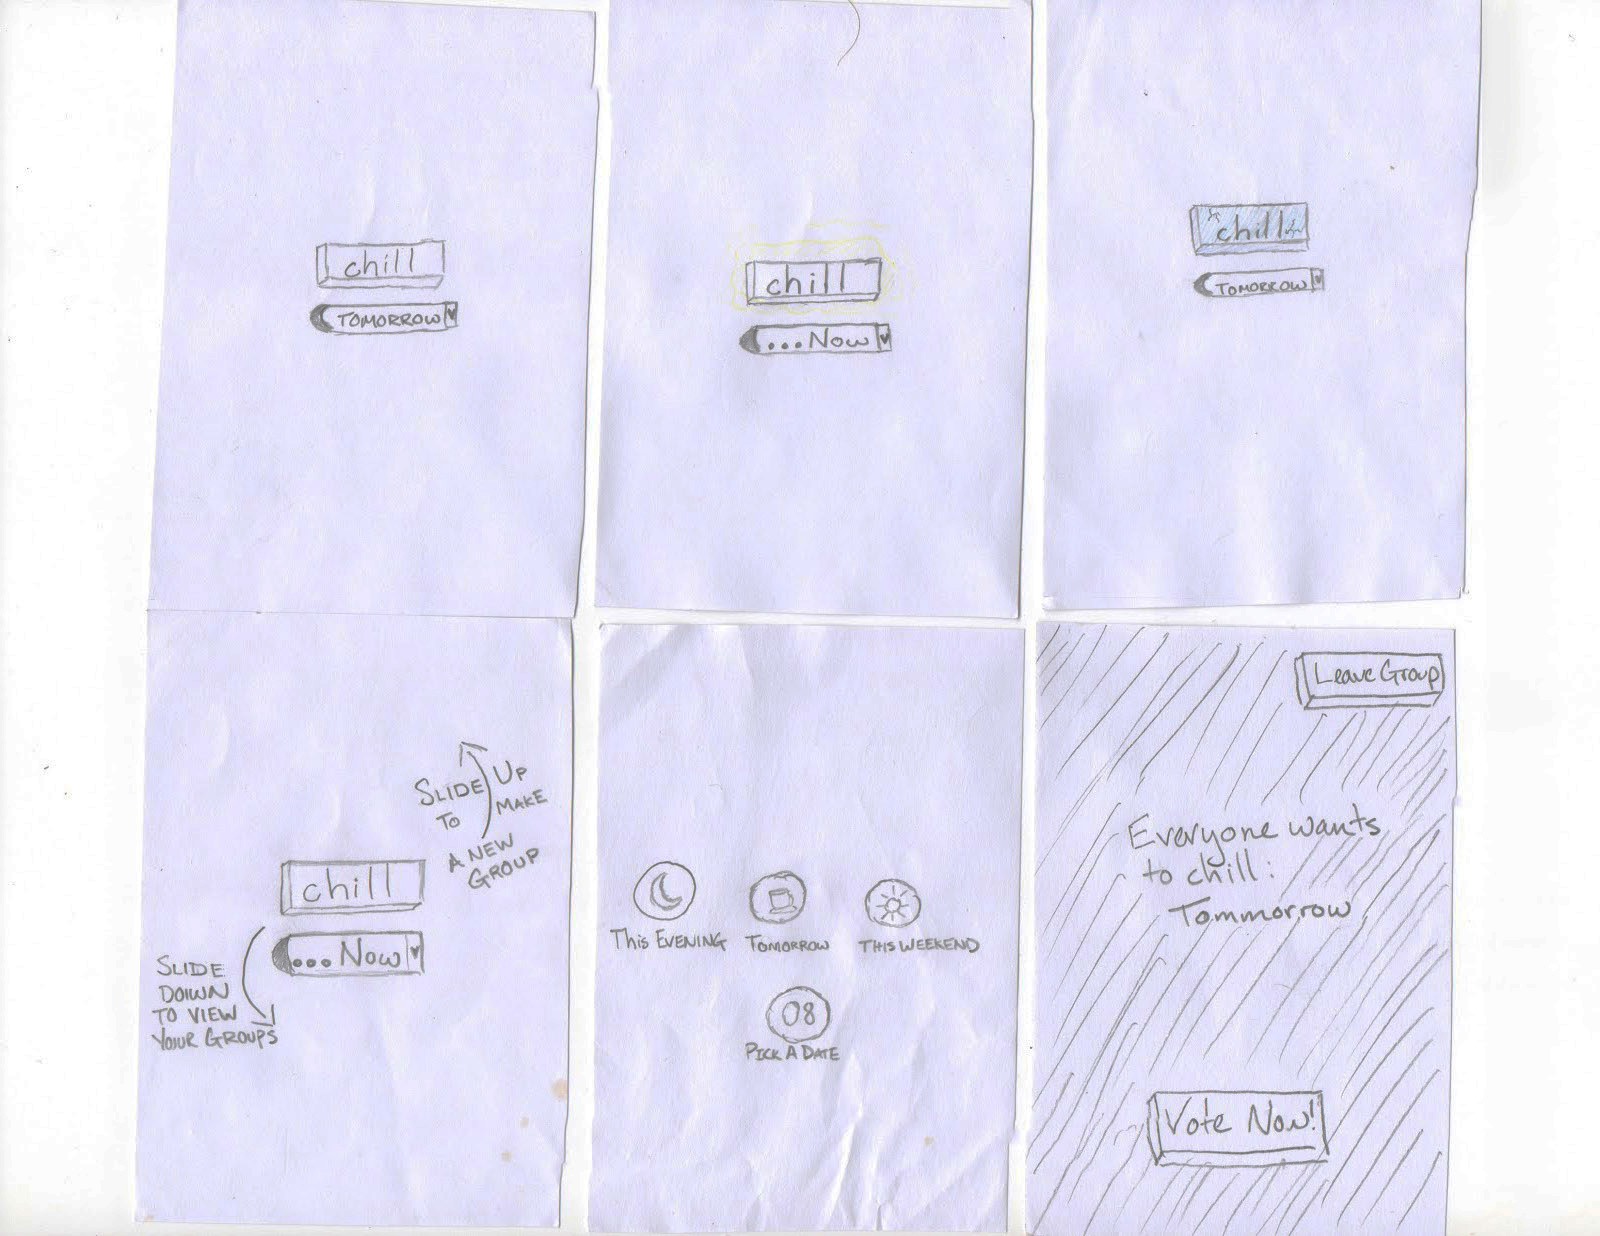 chill
TOMORROW
chill
...Now
chill
TOMORROW
SLIDE UP
TO MAKE
A NEW
GROUP
chill
...Now
SLIDE
DOWN
TO VIEW
YOUR GROUPS
This EVENING
TOMORROW
THIS WEEKEND
08
PICK A DATE
Leave Group
Everyone wants
to chill:
Tommorrow
Vote Now!